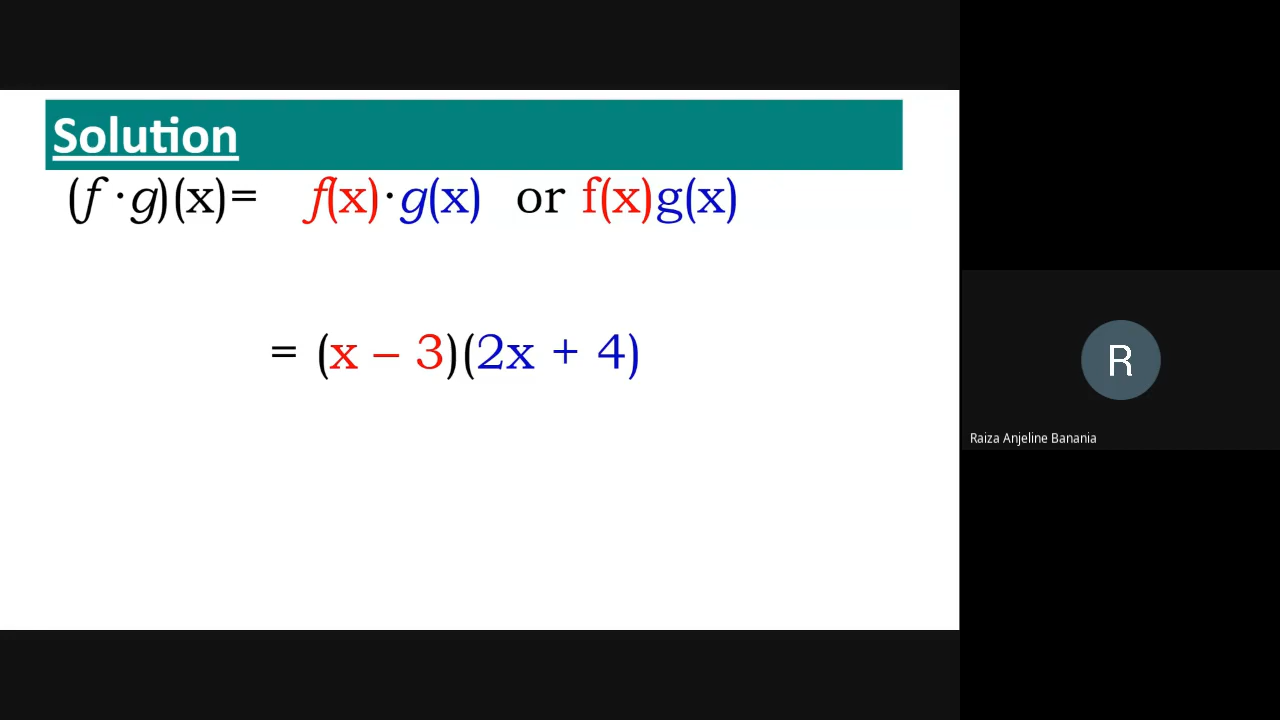 Solution
(f ·g)(x)= f(x)·g(x) or f(x)g(x)
= (x – 3)(2x + 4)
R
Raiza Anjeline Banania